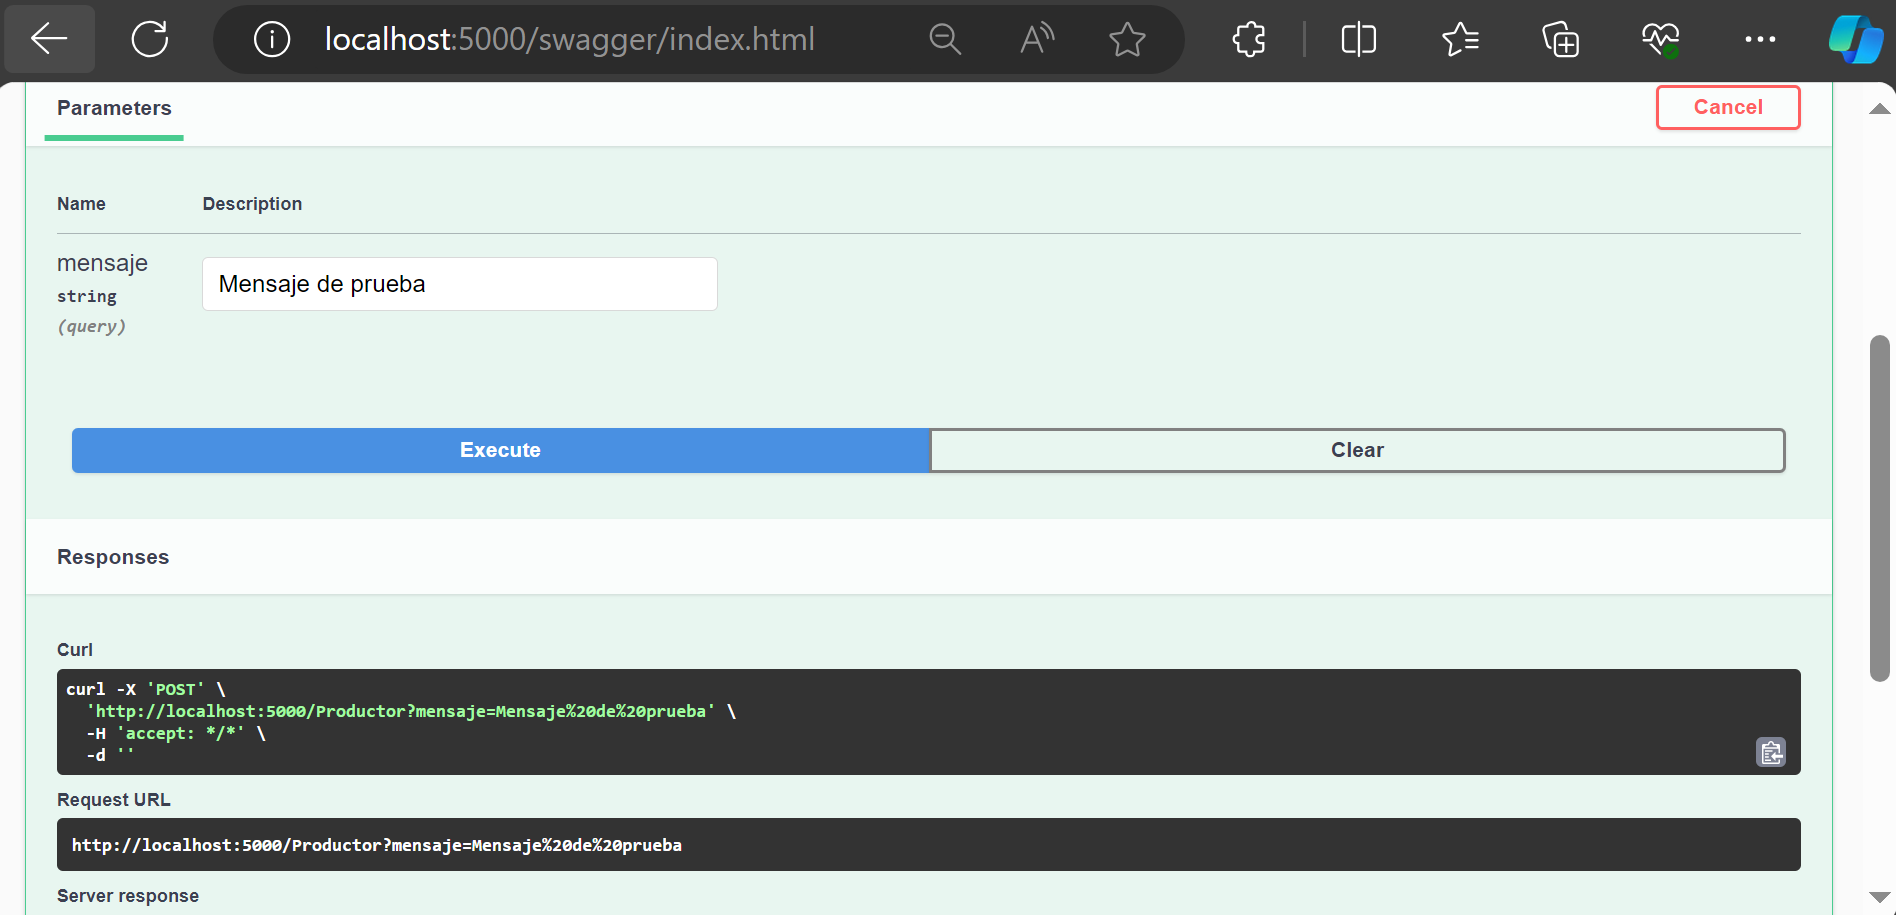 localhost:5000/swagger/index.html
Parameters
Cancel
Name Description
mensaje
string
(query)
Mensaje de prueba
Execute
Clear
Responses
Curl
curl -X 'POST' \
'http://localhost:5000/Productor?mensaje=Mensaje%20de%20prueba' \
-H 'accept: */*' \
-d ''
Request URL
http://localhost:5000/Productor?mensaje=Mensaje%20de%20prueba
Server response